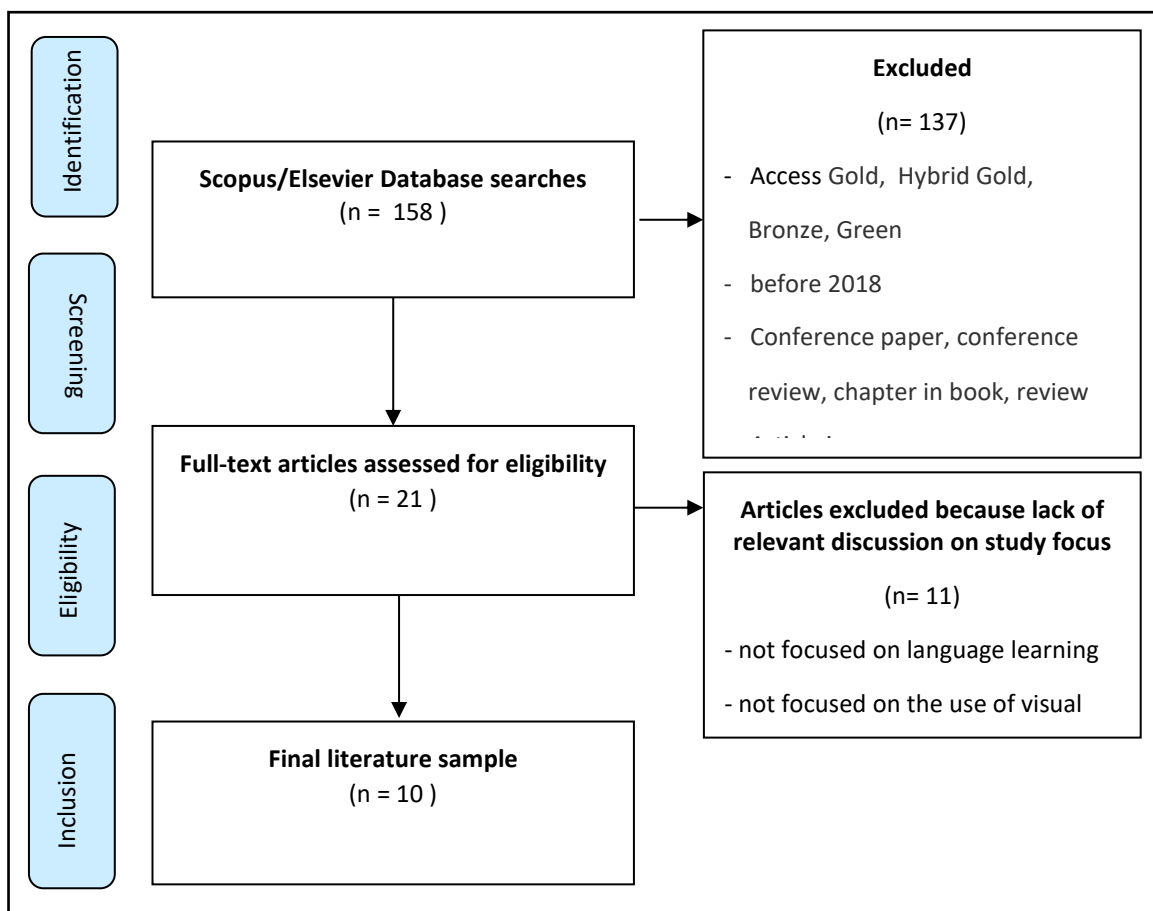 Identification
Screening
Eligibility
Inclusion
Scopus/Elsevier Database searches
(n = 158 )
Excluded
(n= 137)
- Access Gold, Hybrid Gold,
Bronze, Green
- before 2018
- Conference paper, conference
review, chapter in book, review
Full-text articles assessed for eligibility
(n = 21 )
Articles excluded because lack of
relevant discussion on study focus
(n= 11)
- not focused on language learning
- not focused on the use of visual
Final literature sample
(n = 10 )